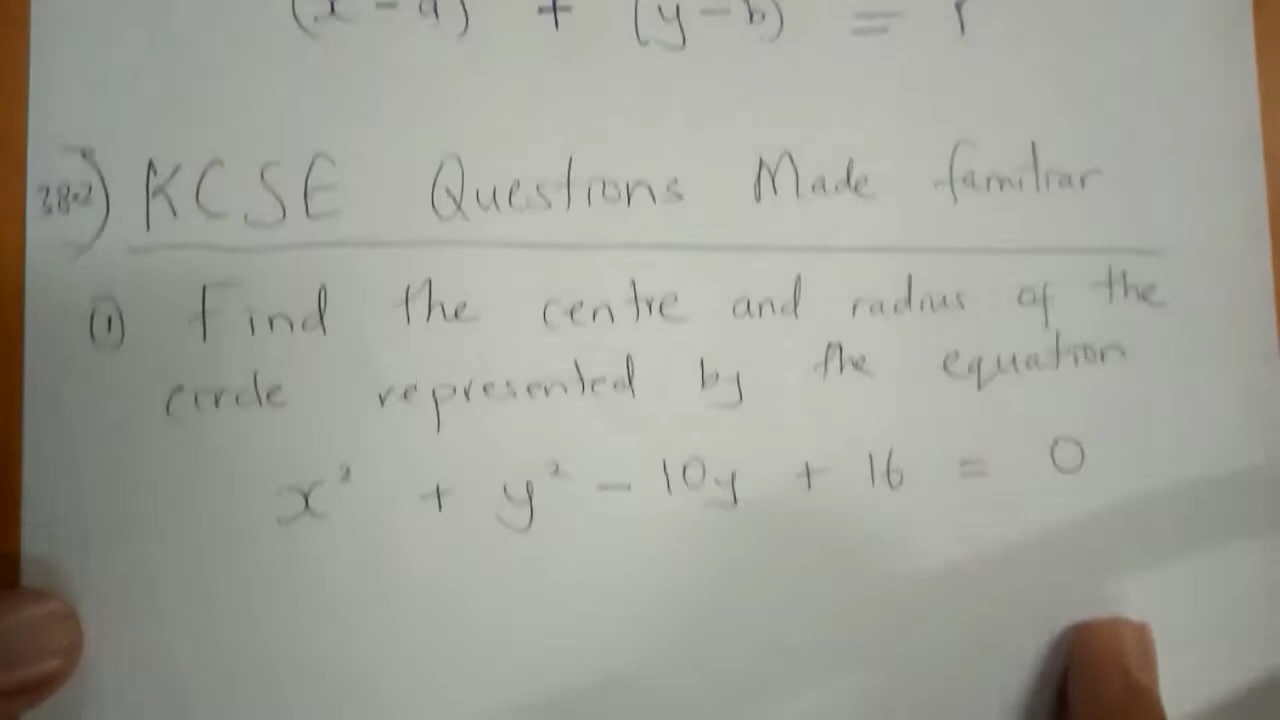 (x - a) + (y - b) = r
38-2) KCSE Questions Made familiar
① Find the centre and radius of the
circle represented by the equation
x² + y² - 10y + 16 = 0